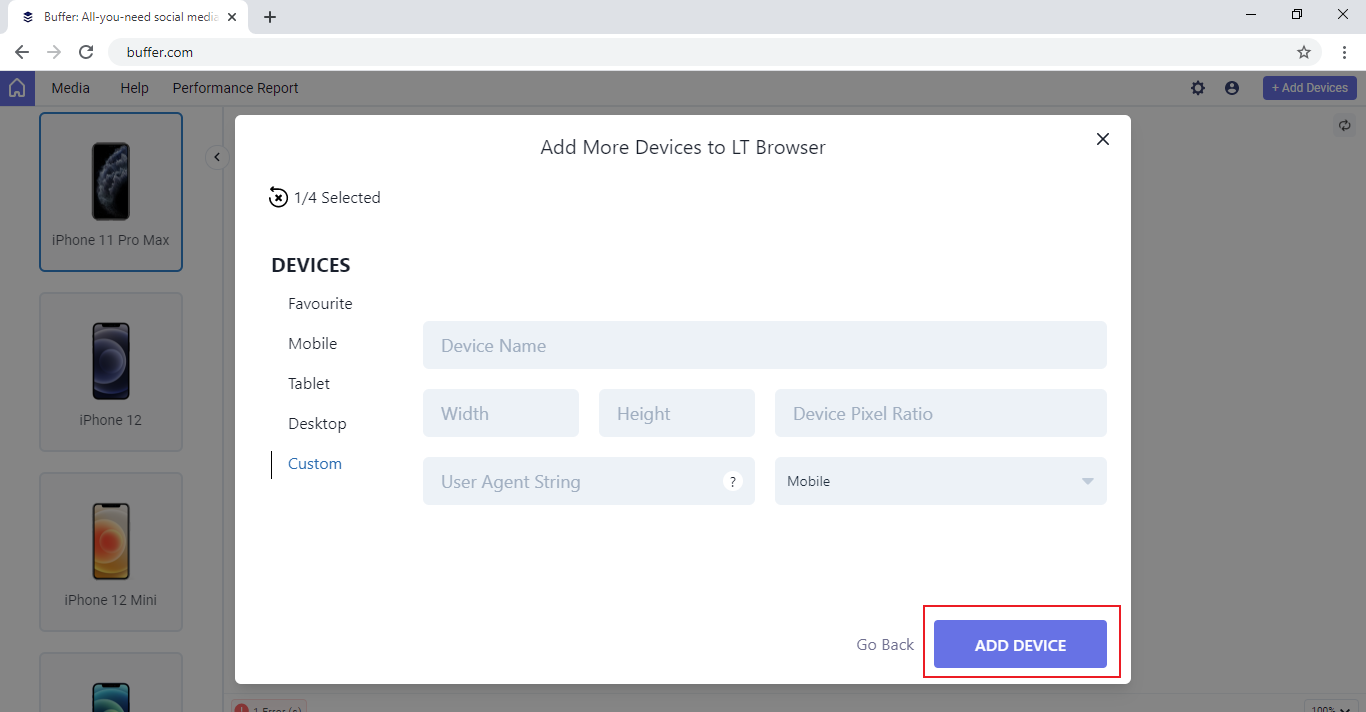 Buffer: All-you-need social media
buffer.com
Media Help Performance Report + Add Devices
iPhone 11 Pro Max
iPhone 12
iPhone 12 Mini
Add More Devices to LT Browser
1/4 Selected
DEVICES
Favourite
Mobile
Tablet
Desktop
Custom
Device Name
Width Height Device Pixel Ratio
User Agent String ? Mobile
Go Back ADD DEVICE
1 Error(s) 100%